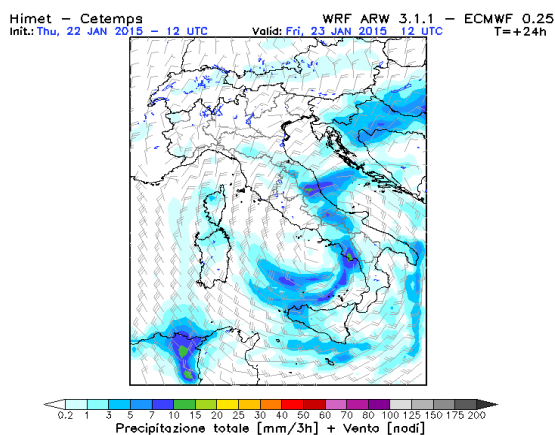 Himet – Cetemps WRF ARW 3.1.1 – ECMWF 0.25
Init.: Thu, 22 JAN 2015 – 12 UTC Valid: Fri, 23 JAN 2015 12 UTC T=+24h
0.2 1 3 5 7 10 15 20 25 30 40 50 60 70 80 100 125 150 175 200
Precipitazione totale [mm/3h] + Vento [nodi]